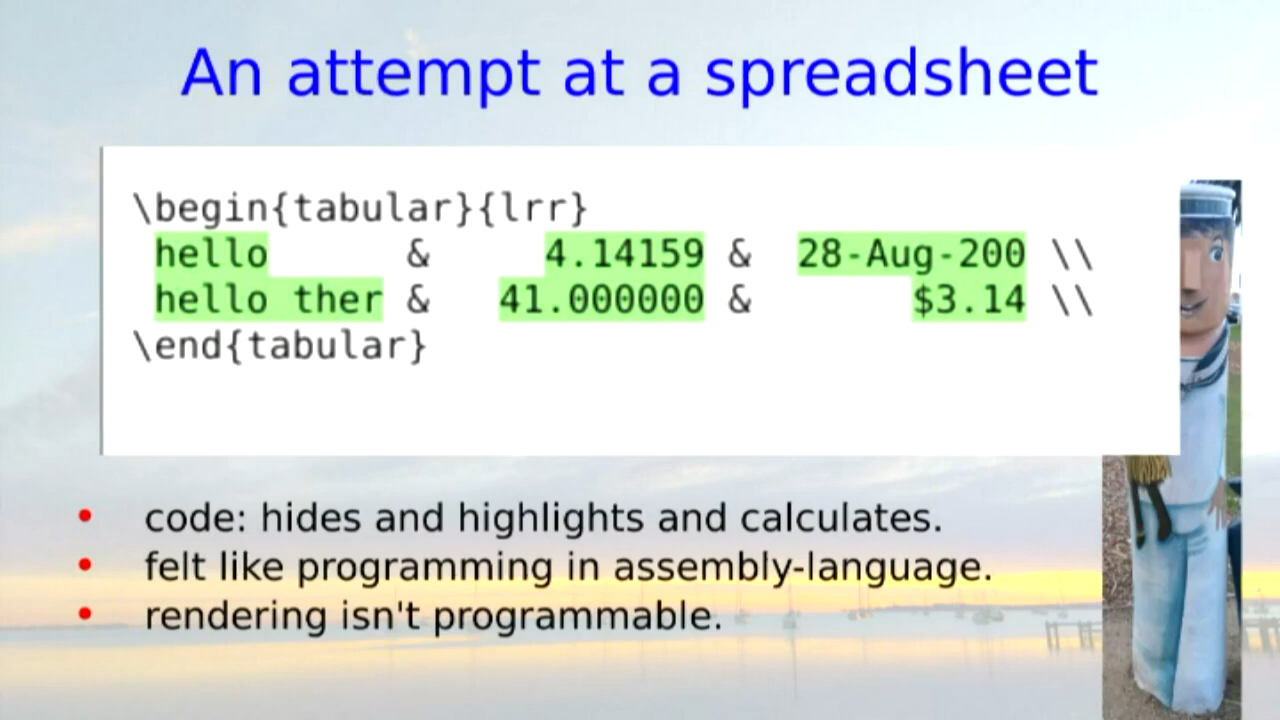 An attempt at a spreadsheet
\begin{tabular}{lrr}
hello & 4.14159 & 28-Aug-200 \\
hello ther & 41.000000 & $3.14 \\
\end{tabular}
• code: hides and highlights and calculates.
• felt like programming in assembly-language.
• rendering isn't programmable.